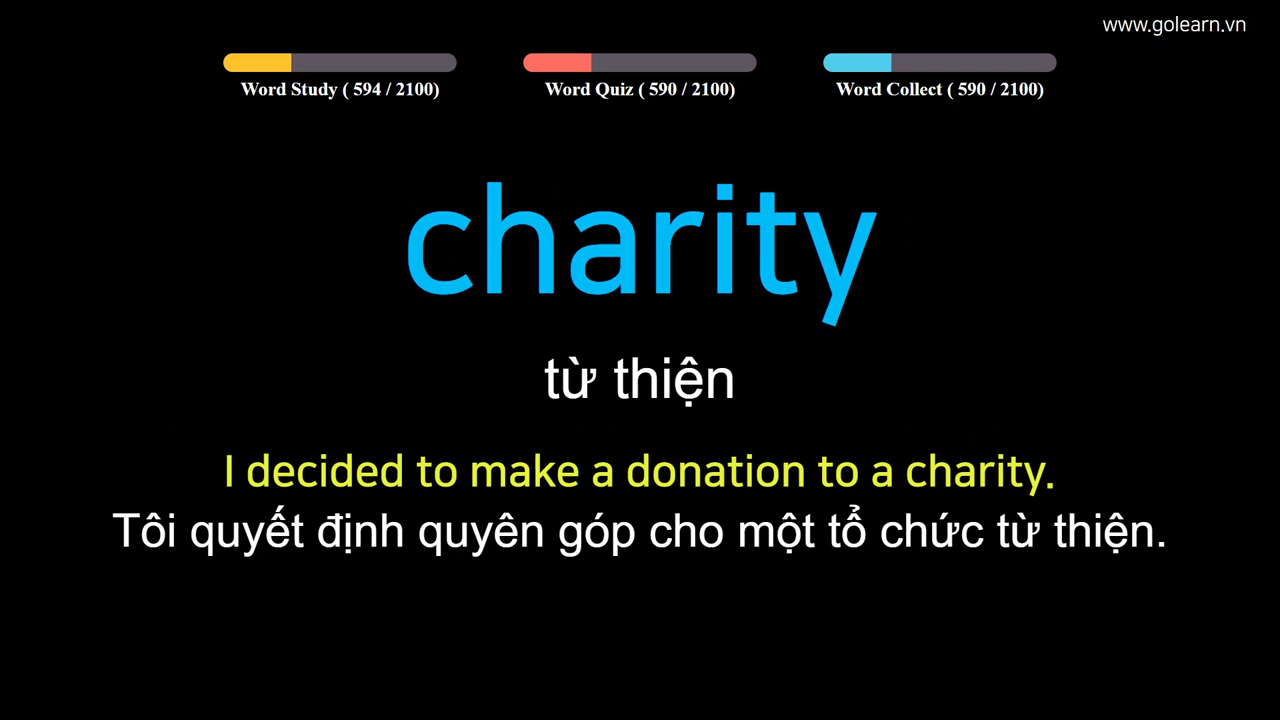 www.golearn.vn
Word Study ( 594 / 2100)
Word Quiz ( 590 / 2100)
Word Collect ( 590 / 2100)
charity
từ thiện
I decided to make a donation to a charity.
Tôi quyết định quyên góp cho một tổ chức từ thiện.